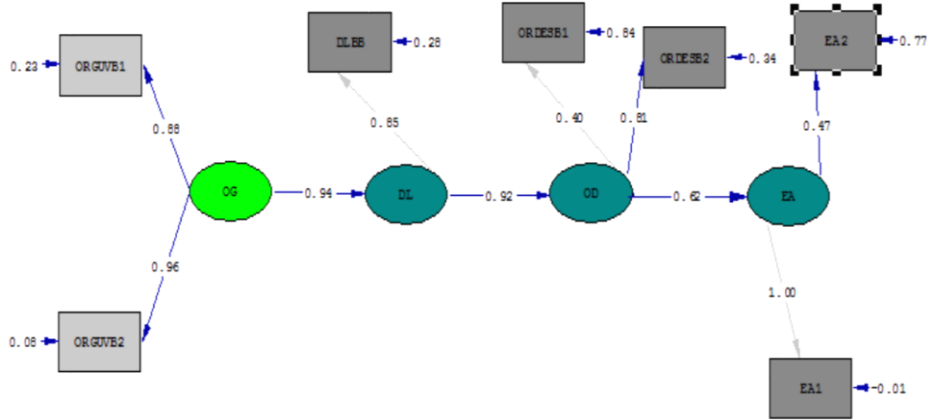 DLBB
0.28
ORDESB1
0.84
ORDESB2
0.34
EA2
0.77
0.23
ORGUVB1
0.88
0.85
0.40
0.81
0.47
OG
0.94
DL
0.92
OD
0.62
EA
0.96
1.00
0.08
ORGUVB2
EA1
-0.01